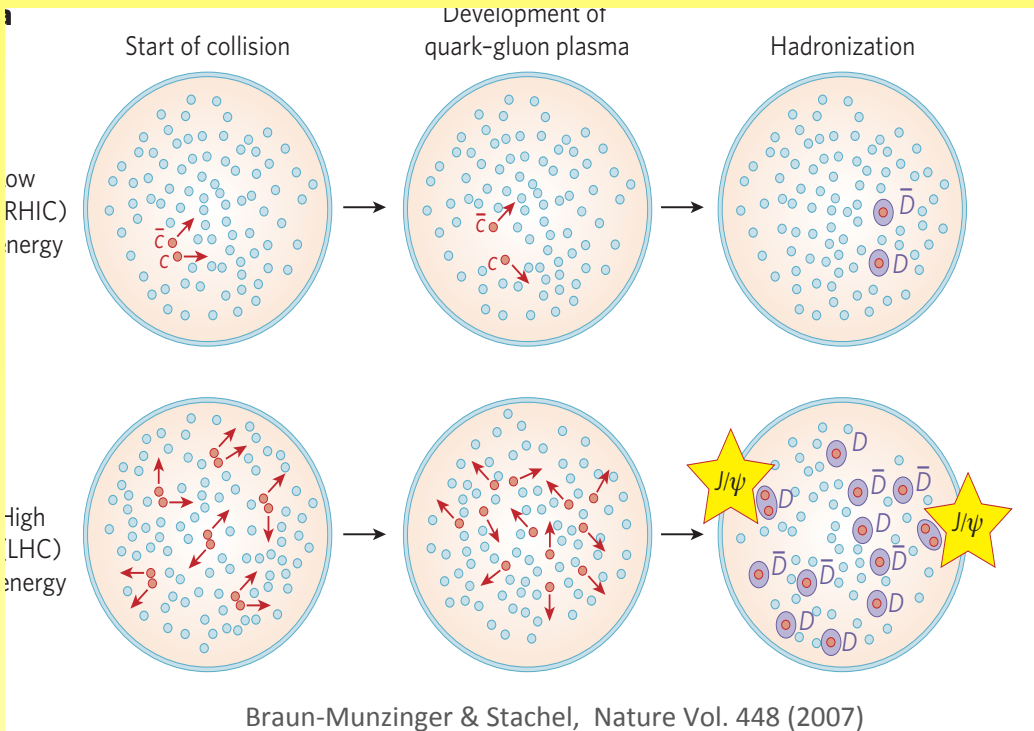 a
Start of collision
Development of
quark–gluon plasma
Hadronization
low
(RHIC)
energy
c̅
c
c̅
c
D̅
D
High
(LHC)
energy
J/ψ
D
D
D̅
D̅
J/ψ
D
D̅
D̅
D̅
D
D
D
Braun-Munzinger & Stachel, Nature Vol. 448 (2007)